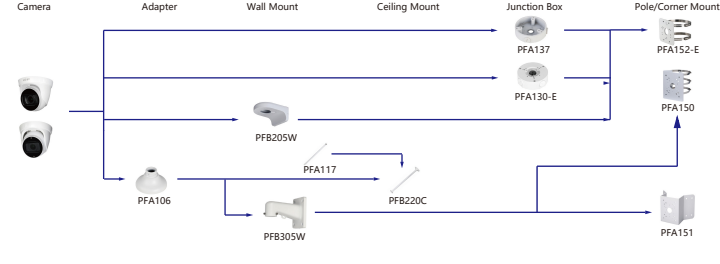 Camera Adapter Wall Mount Ceiling Mount Junction Box Pole/Corner Mount
PFA137
PFA152-E
PFA130-E
PFA150
PFB205W
PFA117
PFA106
PFB220C
PFB305W
PFA151